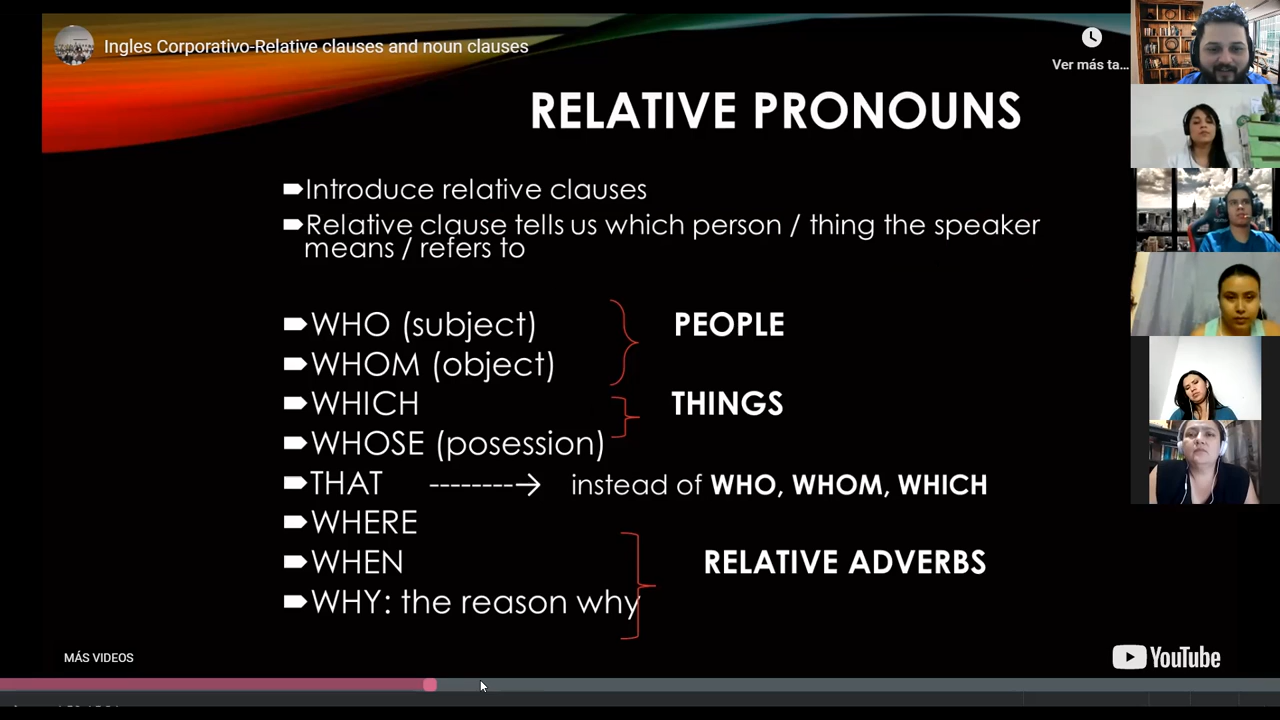 Ingles Corporativo-Relative clauses and noun clauses
Ver más ta...
RELATIVE PRONOUNS
Introduce relative clauses
Relative clause tells us which person / thing the speaker
means / refers to
WHO (subject) PEOPLE
WHOM (object)
WHICH THINGS
WHOSE (posession)
THAT --------→ instead of WHO, WHOM, WHICH
WHERE
WHEN RELATIVE ADVERBS
WHY: the reason why
MÁS VIDEOS
YouTube